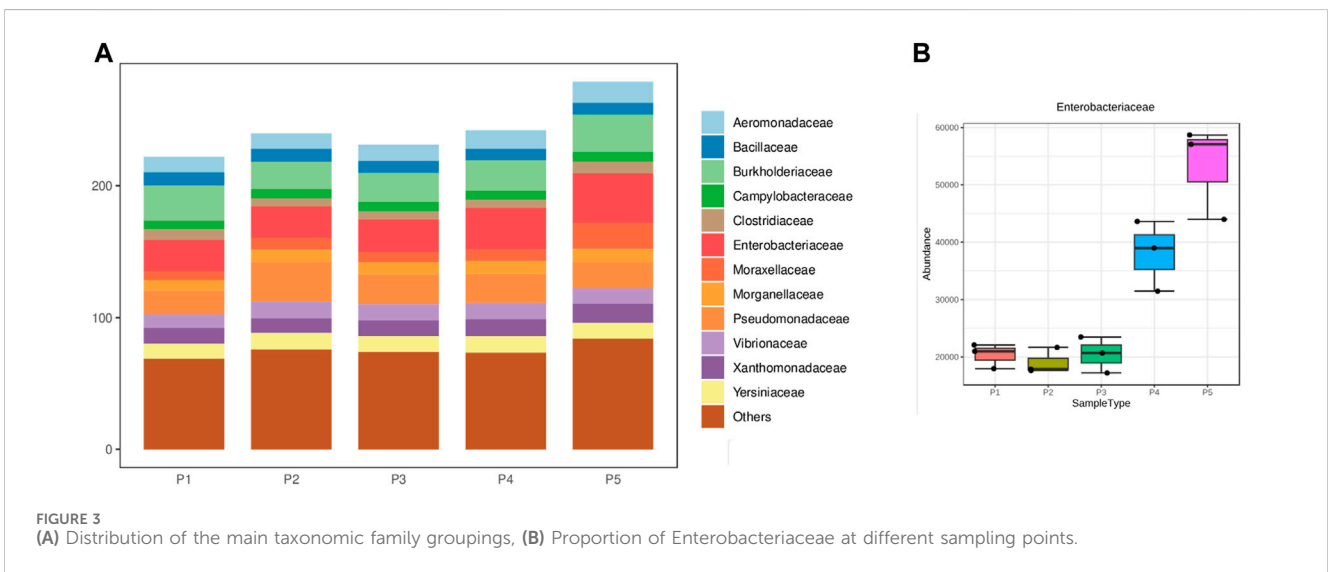 A
200
100
0
P1 P2 P3 P4 P5
Aeromonadaceae
Bacillaceae
Burkholderiaceae
Campylobacteraceae
Clostridiaceae
Enterobacteriaceae
Moraxellaceae
Morganellaceae
Pseudomonadaceae
Vibrionaceae
Xanthomonadaceae
Yersiniaceae
Others
B
Enterobacteriaceae
Abundance
60000
50000
40000
30000
20000
P1 P2 P3 P4 P5
SampleType
FIGURE 3
(A) Distribution of the main taxonomic family groupings, (B) Proportion of Enterobacteriaceae at different sampling points.